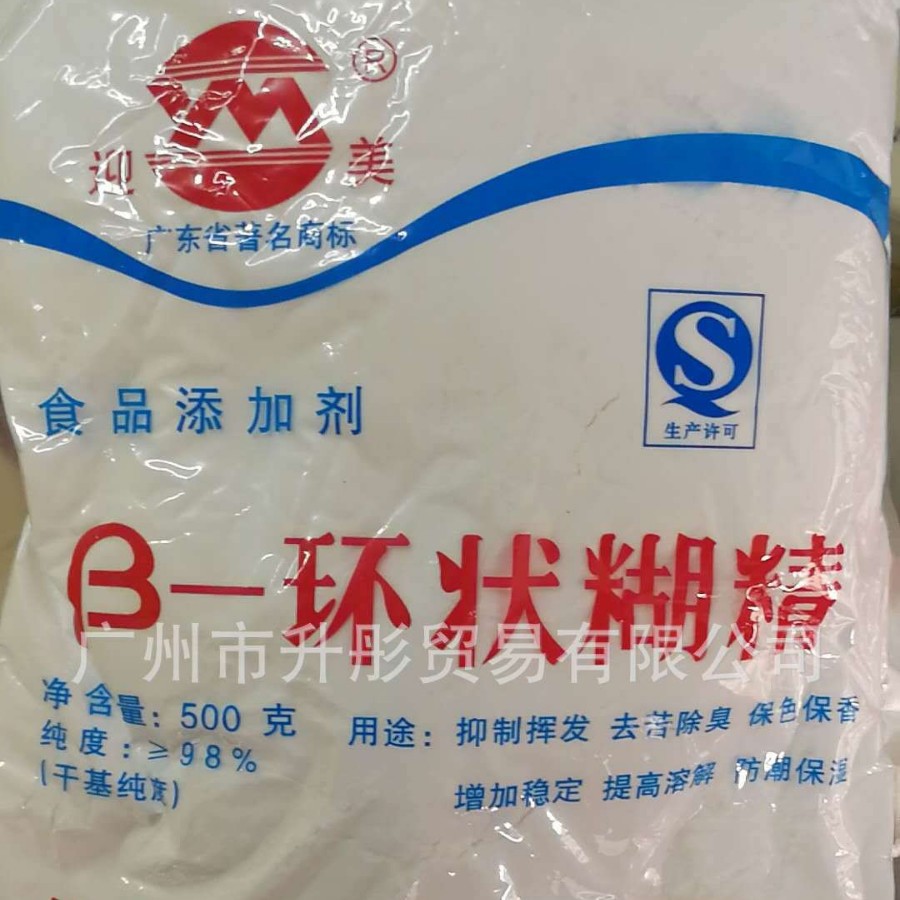 迎 美 ®
广东省著名商标
生产许可
食品添加剂
β—环状糊精
广州市升彤贸易有限公司
净含量：500 克
纯度：≥98%
(干基纯度)
用途：抑制挥发 去苦除臭 保色保香
增加稳定 提高溶解 防潮保湿